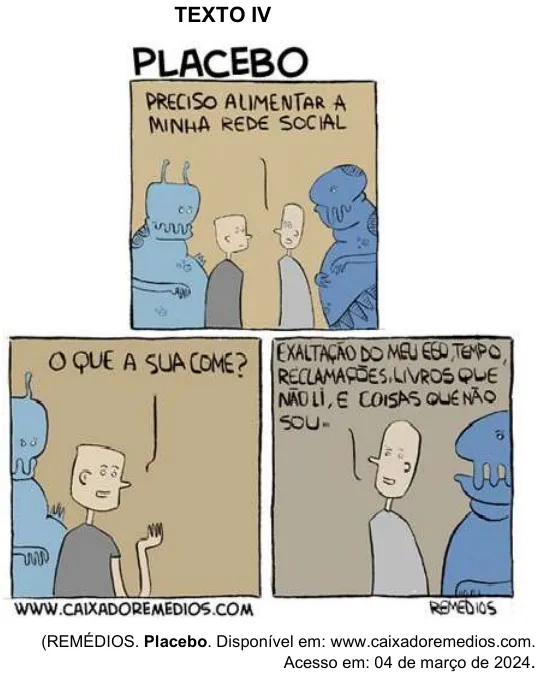 TEXTO IV
PLACEBO
PRECISO ALIMENTAR A
MINHA REDE SOCIAL
O QUE A SUA COME?
EXALTAÇÃO DO MEU EGO, TEMPO,
RECLAMAÇÕES, LIVROS QUE
NÃO LI, E COISAS QUE NÃO
SOU...
WWW.CAIXADOREMEDIOS.COM
REMÉDIOS
(REMÉDIOS. Placebo. Disponível em: www.caixadoremedios.com.
Acesso em: 04 de março de 2024.